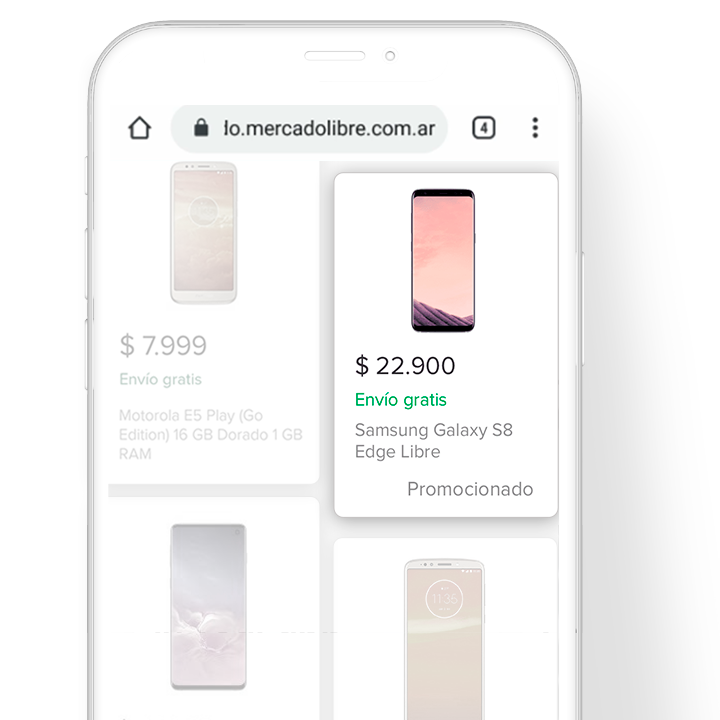 lo.mercadolibre.com.ar
4
$ 7.999
Envío gratis
Motorola E5 Play (Go
Edition) 16 GB Dorado 1 GB
RAM
$ 22.900
Envío gratis
Samsung Galaxy S8
Edge Libre
Promocionado
11:35